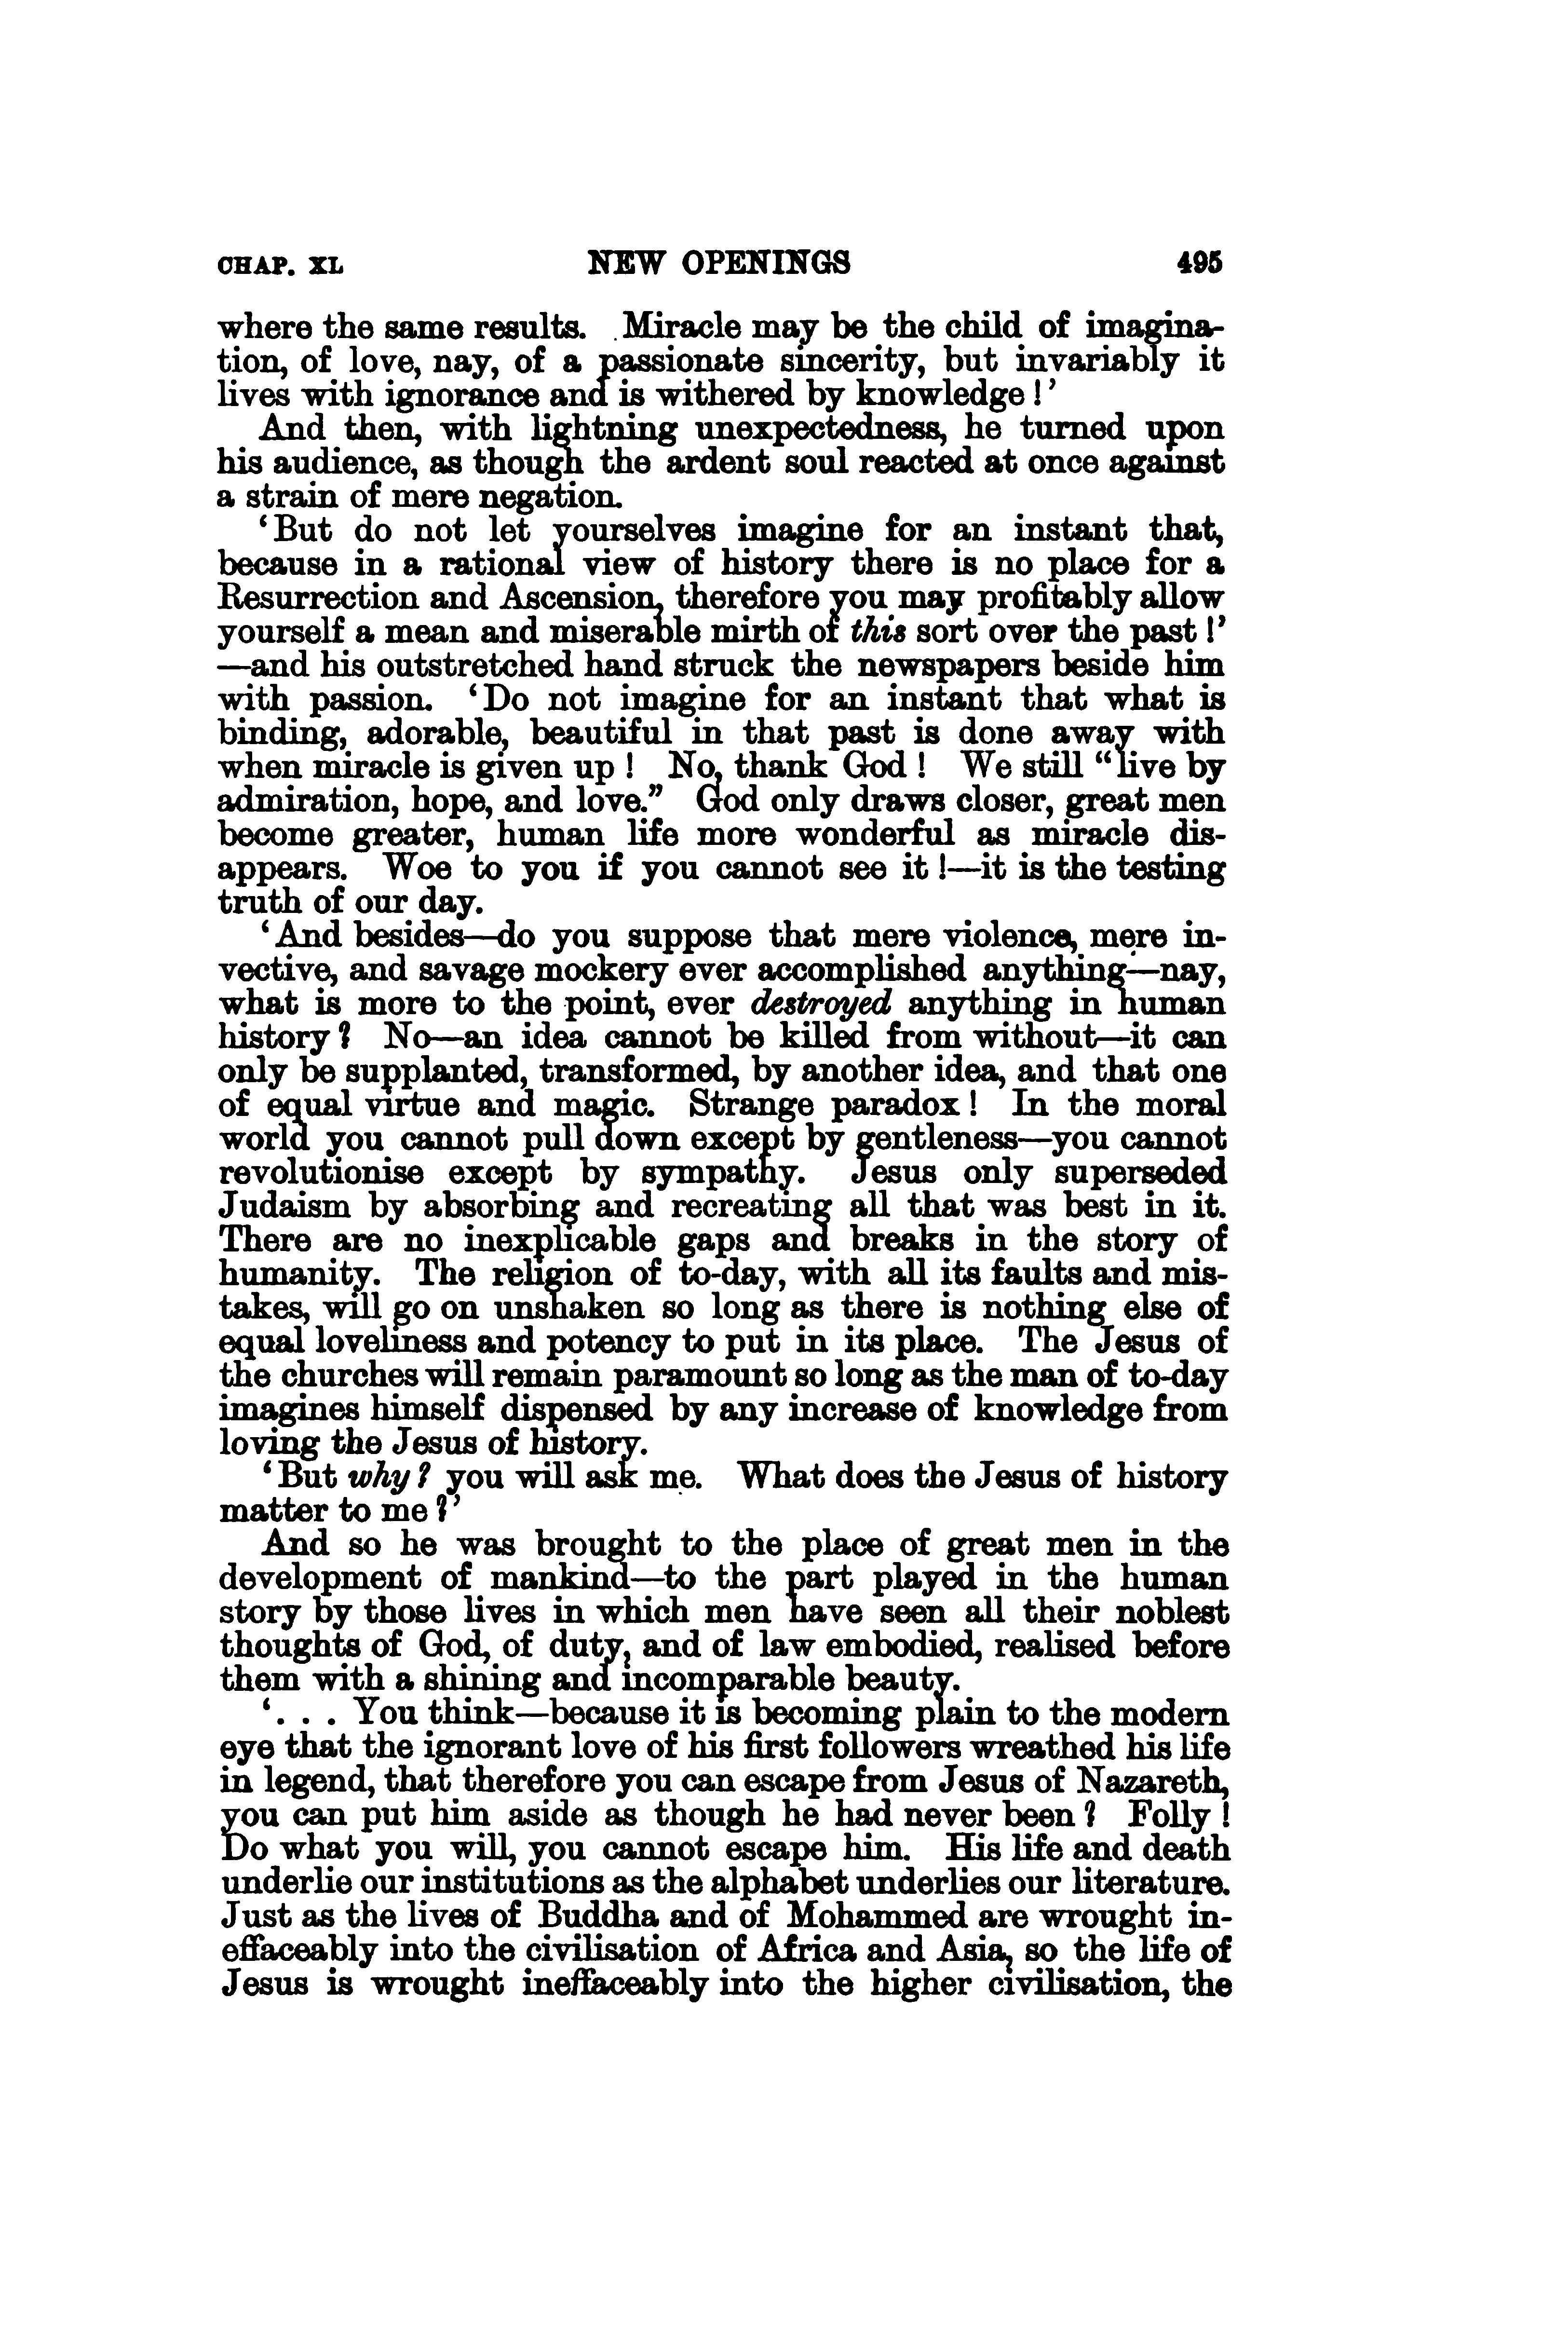 CHAP. XL NEW OPENINGS 495
where the same results. Miracle may be the child of imagina-
tion, of love, nay, of a passionate sincerity, but invariably it
lives with ignorance and is withered by knowledge!’
And then, with lightning unexpectedness, he turned upon
his audience, as though the ardent soul reacted at once against
a strain of mere negation.
‘But do not let yourselves imagine for an instant that,
because in a rational view of history there is no place for a
Resurrection and Ascension, therefore you may profitably allow
yourself a mean and miserable mirth of this sort over the past!’
—and his outstretched hand struck the newspapers beside him
with passion. ‘Do not imagine for an instant that what is
binding, adorable, beautiful in that past is done away with
when miracle is given up! No, thank God! We still “live by
admiration, hope, and love.” God only draws closer, great men
become greater, human life more wonderful as miracle dis-
appears. Woe to you if you cannot see it!—it is the testing
truth of our day.
‘And besides—do you suppose that mere violence, mere in-
vective, and savage mockery ever accomplished anything—nay,
what is more to the point, ever destroyed anything in human
history? No—an idea cannot be killed from without—it can
only be supplanted, transformed, by another idea, and that one
of equal virtue and magic. Strange paradox! In the moral
world you cannot pull down except by gentleness—you cannot
revolutionise except by sympathy. Jesus only superseded
Judaism by absorbing and recreating all that was best in it.
There are no inexplicable gaps and breaks in the story of
humanity. The religion of to-day, with all its faults and mis-
takes, will go on unshaken so long as there is nothing else of
equal loveliness and potency to put in its place. The Jesus of
the churches will remain paramount so long as the man of to-day
imagines himself dispensed by any increase of knowledge from
loving the Jesus of history.
‘But why? you will ask me. What does the Jesus of history
matter to me?’
And so he was brought to the place of great men in the
development of mankind—to the part played in the human
story by those lives in which men have seen all their noblest
thoughts of God, of duty, and of law embodied, realised before
them with a shining and incomparable beauty.
‘. . . You think—because it is becoming plain to the modern
eye that the ignorant love of his first followers wreathed his life
in legend, that therefore you can escape from Jesus of Nazareth,
you can put him aside as though he had never been? Folly!
Do what you will, you cannot escape him. His life and death
underlie our institutions as the alphabet underlies our literature.
Just as the lives of Buddha and of Mohammed are wrought in-
effaceably into the civilisation of Africa and Asia, so the life of
Jesus is wrought ineffaceably into the higher civilisation, the